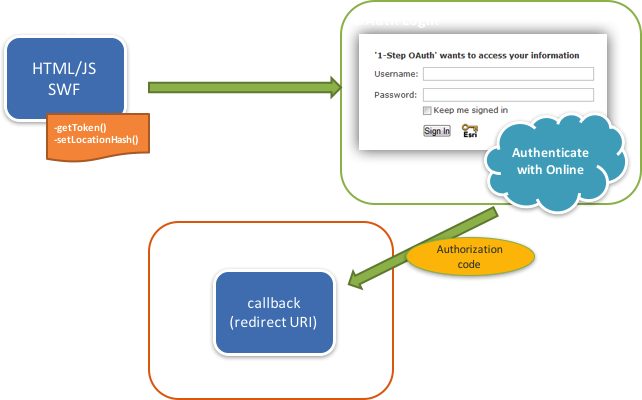 HTML/JS
SWF
-getToken()
-setLocationHash()
'1-Step OAuth' wants to access your information
Username:
Password:
Keep me signed in
Sign In
Esri
Authenticate
with Online
Authorization
code
callback
(redirect URI)